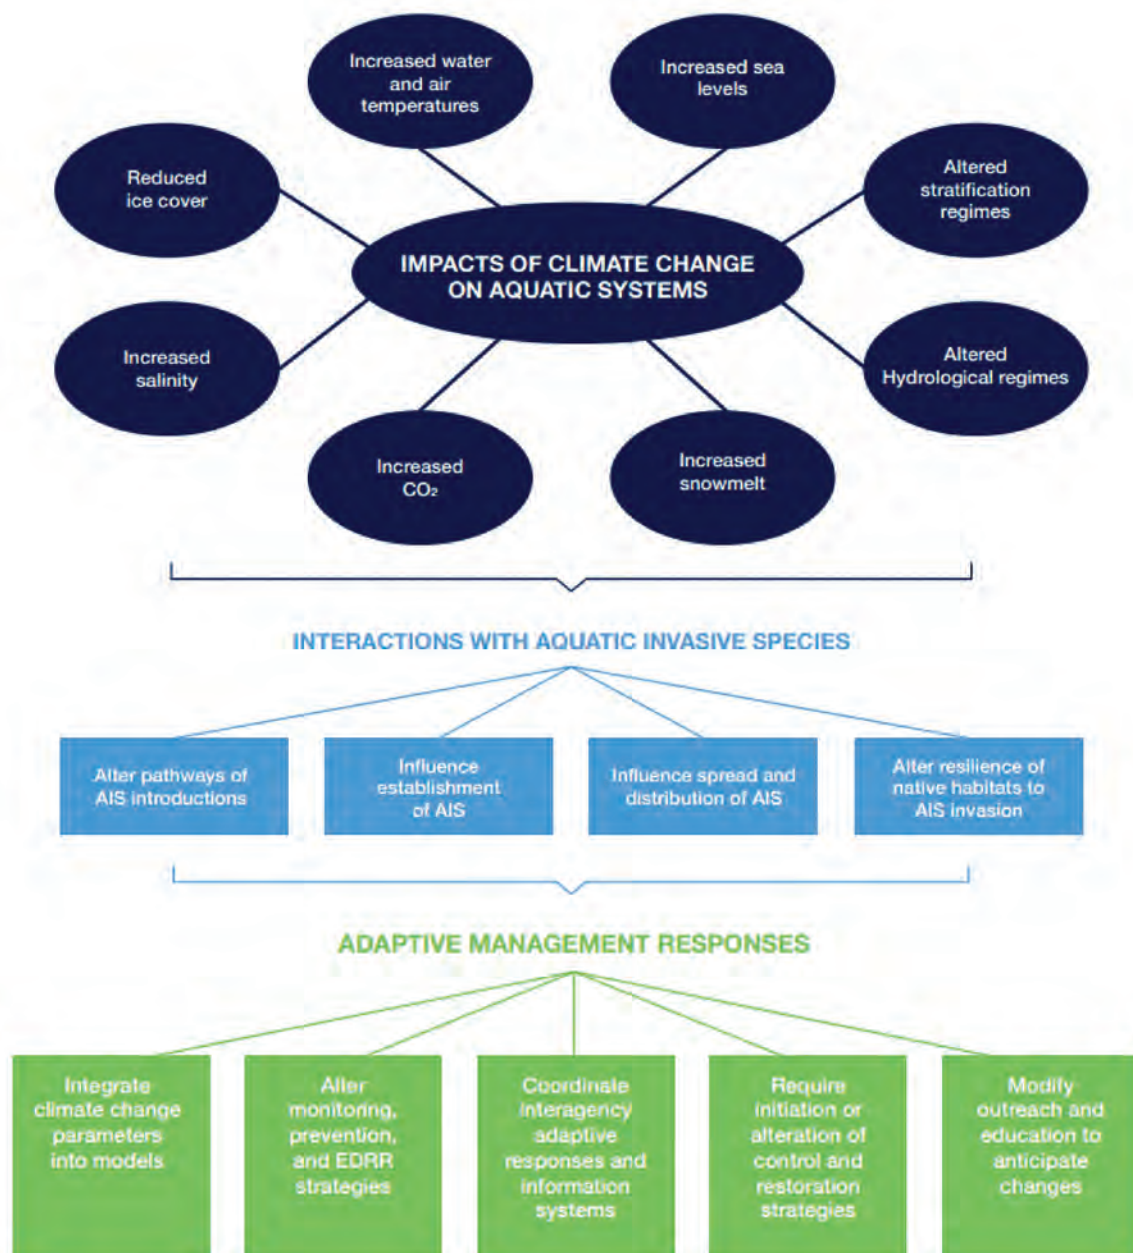 Increased water
and air
temperatures
Increased sea
levels
Reduced
ice cover
Altered
stratification
regimes
IMPACTS OF CLIMATE CHANGE
ON AQUATIC SYSTEMS
Increased
salinity
Altered
Hydrological regimes
Increased
CO₂
Increased
snowmelt
INTERACTIONS WITH AQUATIC INVASIVE SPECIES
Alter pathways of
AIS introductions
Influence
establishment
of AIS
Influence spread and
distribution of AIS
Alter resilience of
native habitats to
AIS invasion
ADAPTIVE MANAGEMENT RESPONSES
Integrate
climate change
parameters
into models
Alter
monitoring,
prevention,
and EDRR
strategies
Coordinate
interagency
adaptive
responses and
information
systems
Require
initiation or
alteration of
control and
restoration
strategies
Modify
outreach and
education to
anticipate
changes